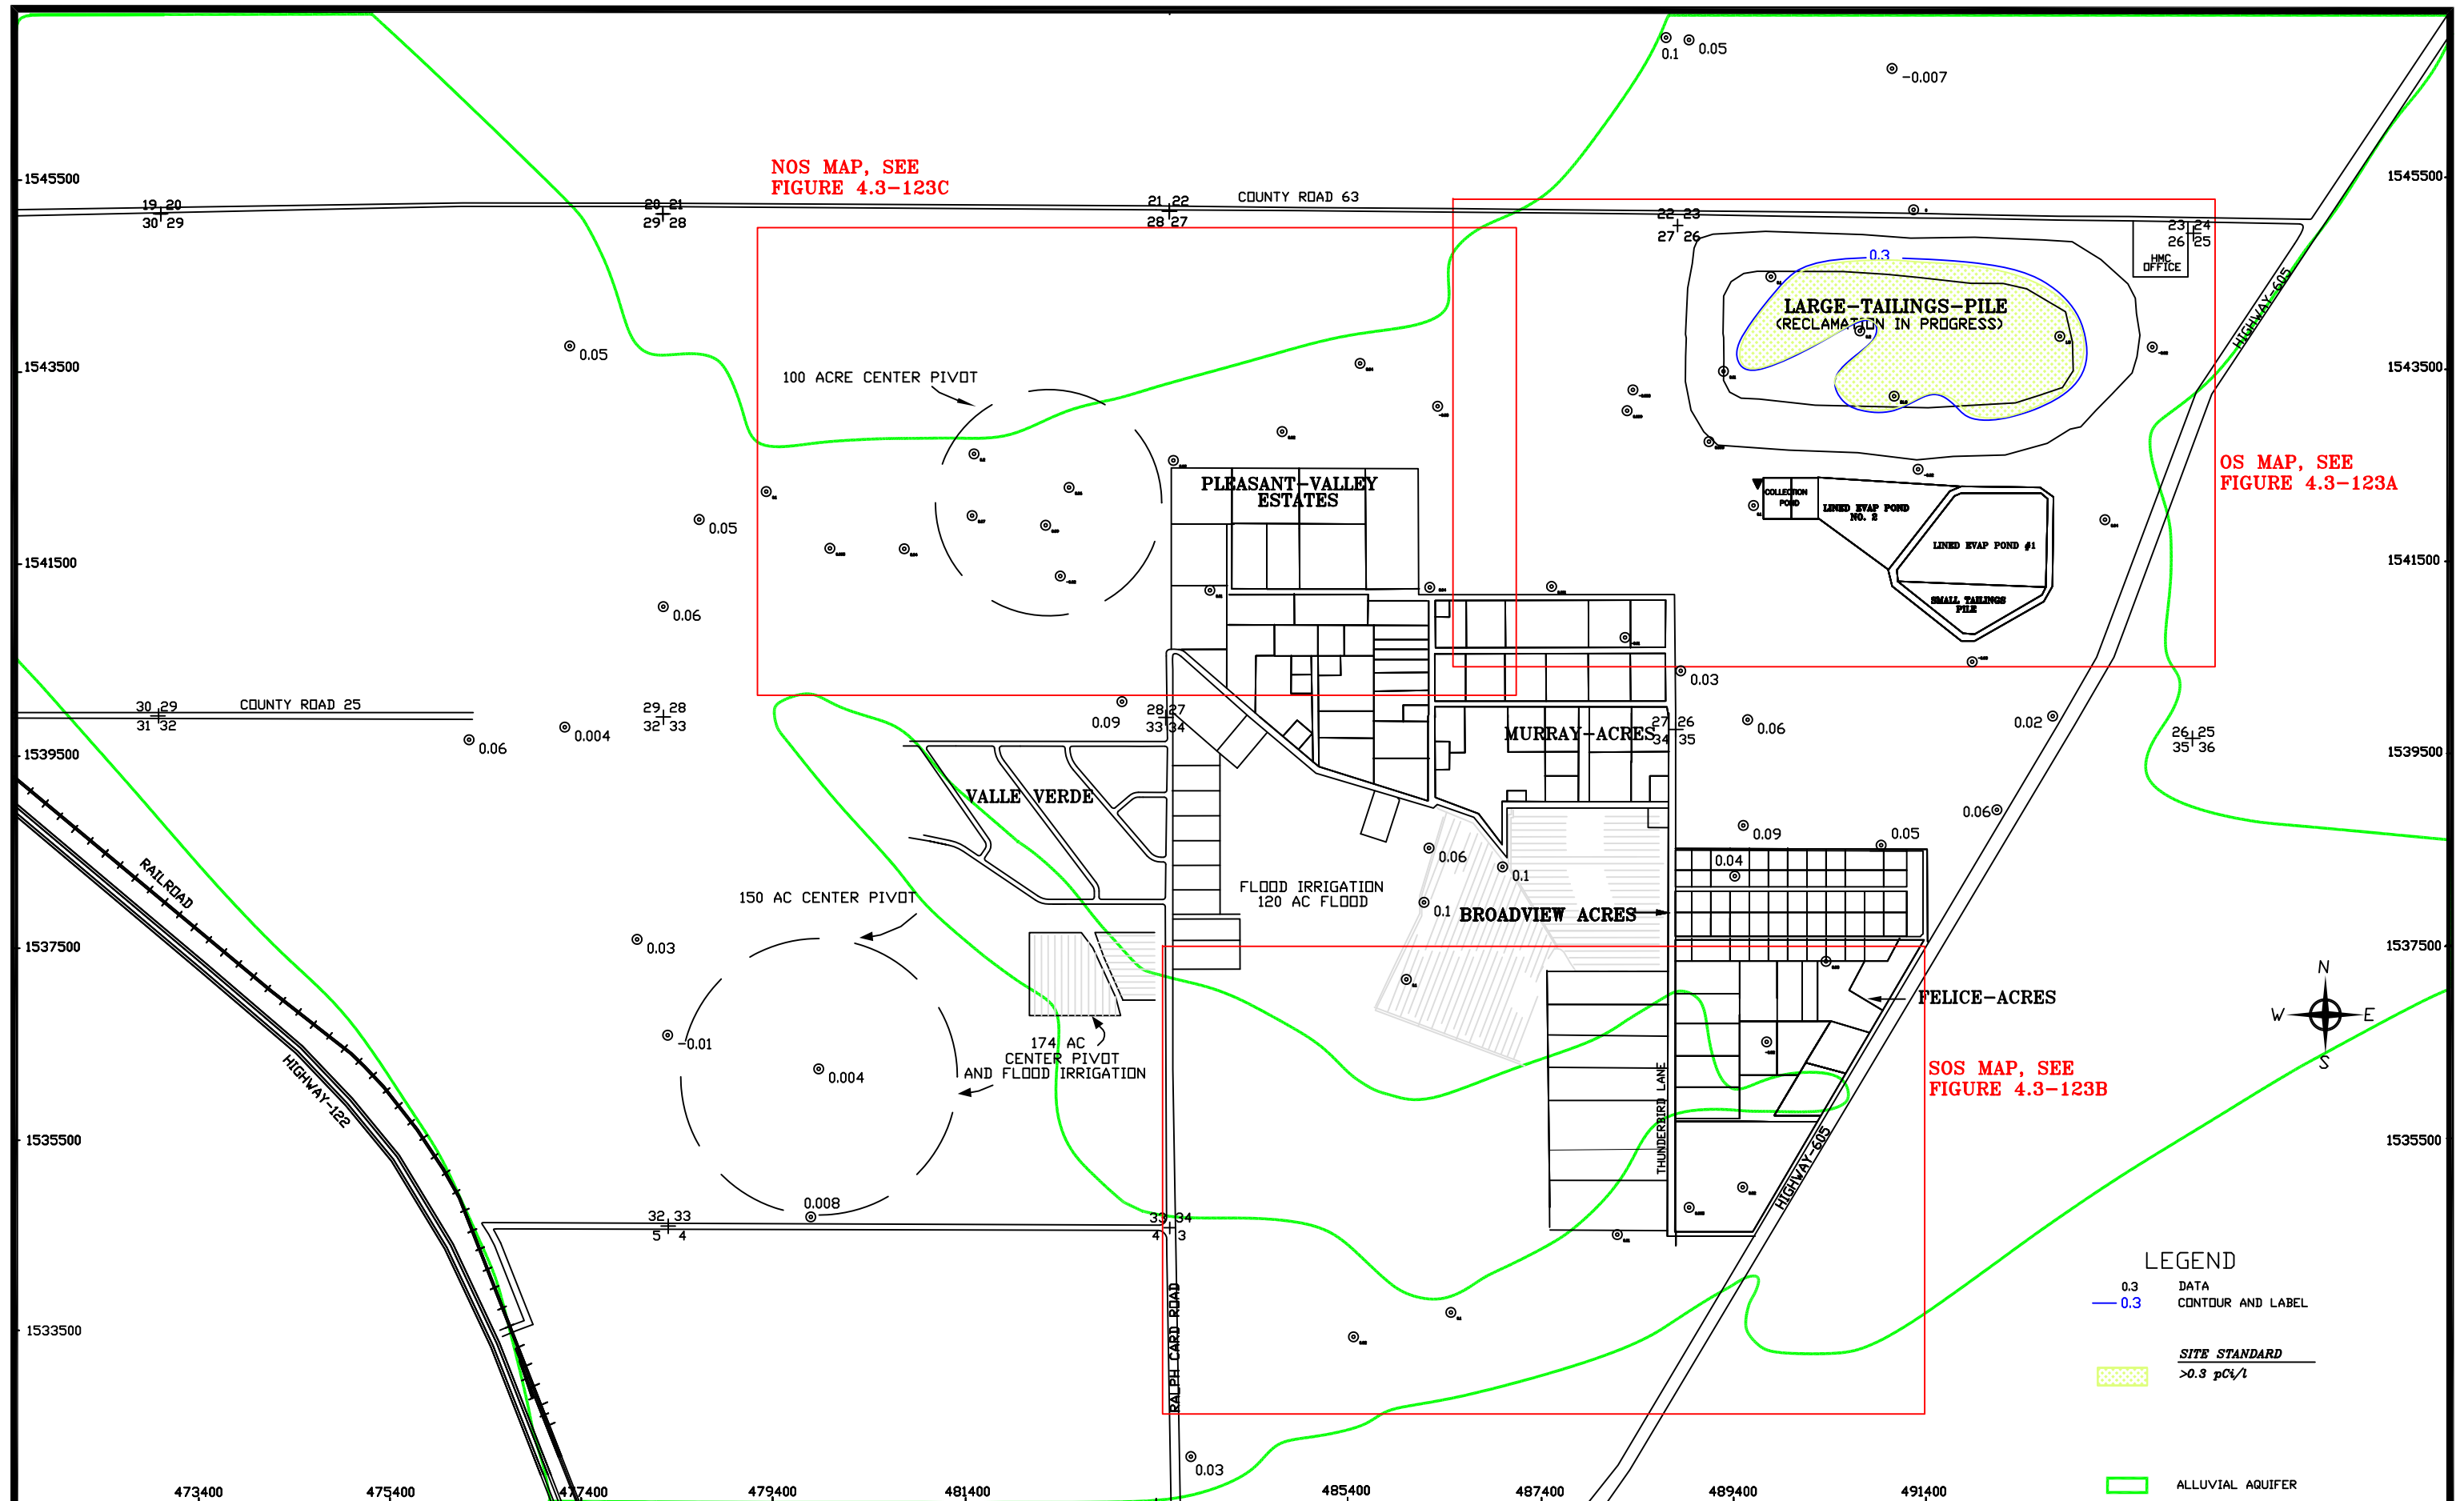 0.1
0.05
-0.007
NOS MAP, SEE
FIGURE 4.3-123C
1545500
1545500
19 20
30 29
20 21
29 28
21 22
28 27
COUNTY ROAD 63
22 23
27 26
23 24
26 25
HMC
OFFICE
0.3
LARGE-TAILINGS-PILE
(RECLAMATION IN PROGRESS)
HIGHWAY-605
0.05
1543500
1543500
100 ACRE CENTER PIVOT
OS MAP, SEE
FIGURE 4.3-123A
PLEASANT-VALLEY
ESTATES
COLLECTION
POND
LINED EVAP POND
NO. 2
LINED EVAP POND #1
SMALL TAILINGS
PILE
0.05
1541500
1541500
0.06
0.03
COUNTY ROAD 25
30 29
31 32
29 28
32 33
0.004
0.06
0.09
28 27
33 34
27 26
34 35
MURRAY-ACRES
0.06
0.02
26 25
35 36
1539500
1539500
VALLE VERDE
0.06
0.09
0.05
0.04
RAILROAD
0.06
0.1
0.1
FLOOD IRRIGATION
120 AC FLOOD
150 AC CENTER PIVOT
BROADVIEW ACRES
0.03
1537500
1537500
N
W
E
S
FELICE-ACRES
-0.01
0.004
174 AC
CENTER PIVOT
AND FLOOD IRRIGATION
HIGHWAY-122
THUNDERBIRD LANE
SOS MAP, SEE
FIGURE 4.3-123B
1535500
1535500
HIGHWAY-605
0.008
32 33
5 4
33 34
4 3
RALPH CARD ROAD
LEGEND
0.3 DATA
0.3 CONTOUR AND LABEL
SITE STANDARD
>0.3 pCi/l
ALLUVIAL AQUIFER
1533500
0.03
473400
475400
477400
479400
481400
485400
487400
489400
491400